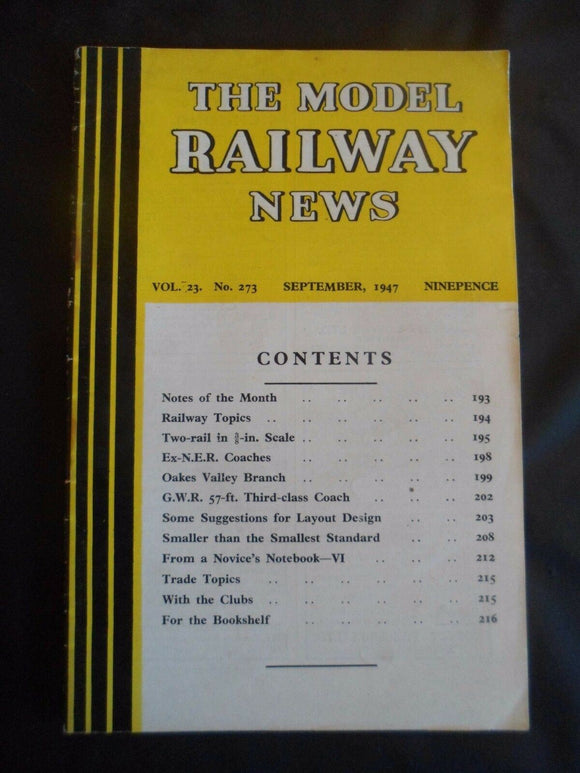 THE MODEL
RAILWAY
NEWS
VOL. 23. No. 273 SEPTEMBER, 1947 NINEPENCE
CONTENTS
Notes of the Month .. .. .. .. .. 193
Railway Topics .. .. .. .. .. .. 194
Two-rail in ⅜-in. Scale .. .. .. .. .. 195
Ex-N.E.R. Coaches .. .. .. .. .. 198
Oakes Valley Branch .. .. .. .. .. 199
G.W.R. 57-ft. Third-class Coach .. .. .. 202
Some Suggestions for Layout Design .. .. 203
Smaller than the Smallest Standard .. .. 208
From a Novice's Notebook—VI .. .. .. 212
Trade Topics .. .. .. .. .. .. 215
With the Clubs .. .. .. .. .. .. 215
For the Bookshelf .. .. .. .. .. 216